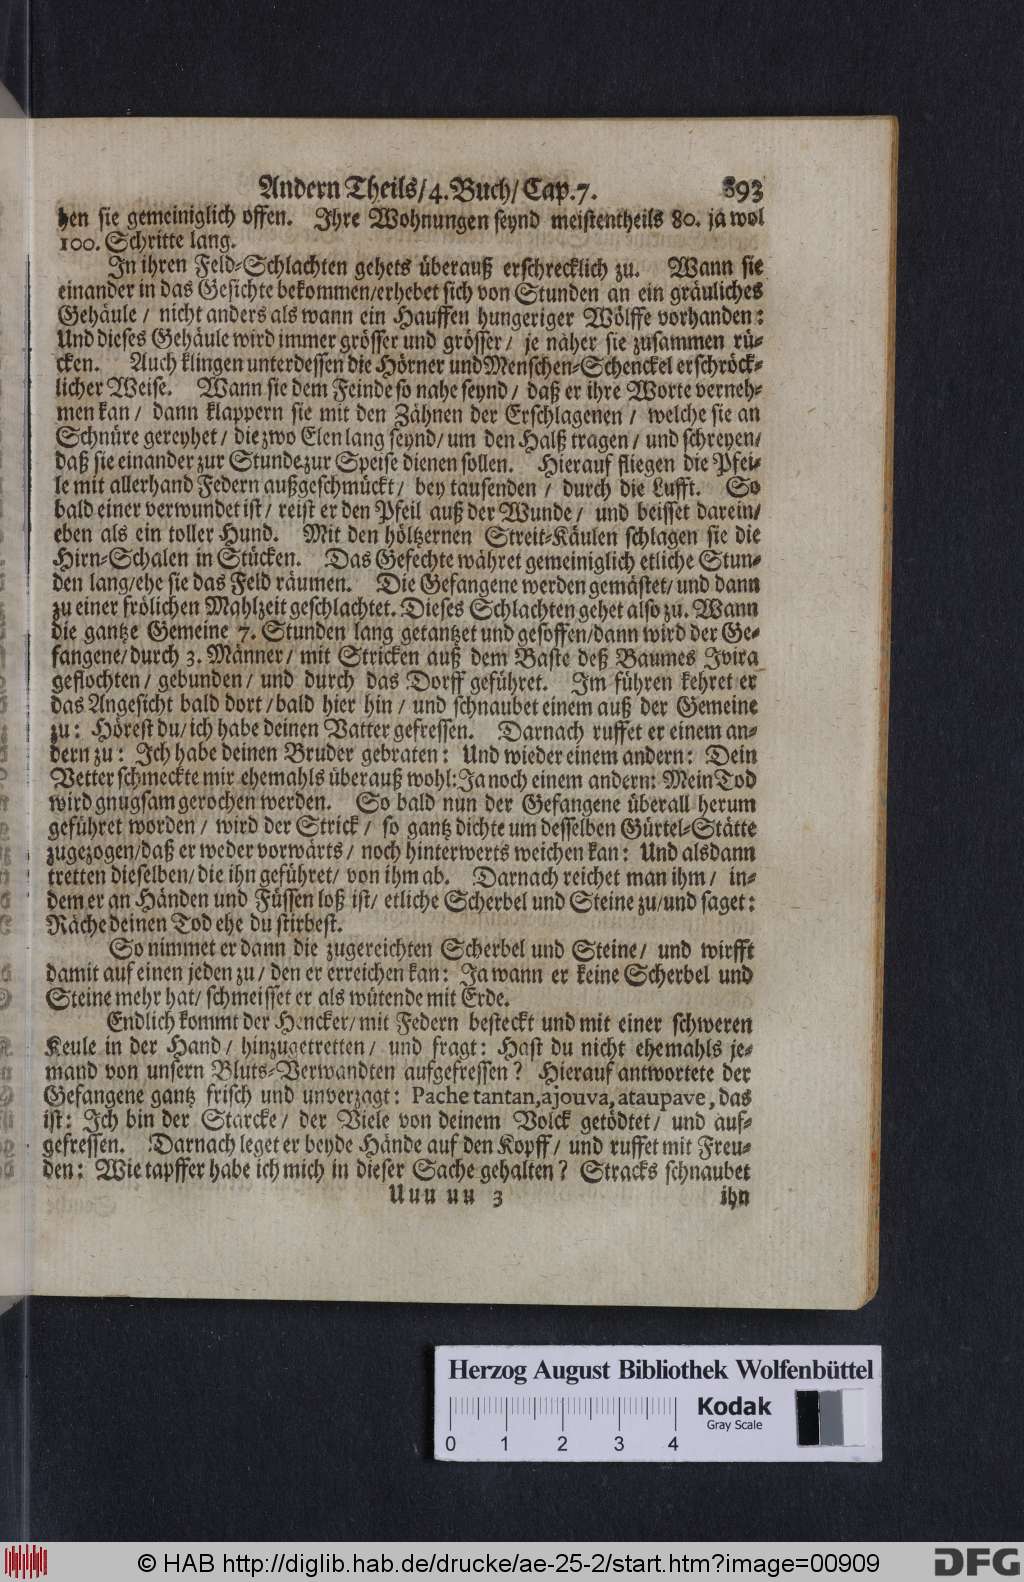 Andern Theils/ 4. Buch/ Cap. 7. 893
hen sie gemeiniglich offen. Ihre Wohnungen seynd meistentheils 80. ja wol
100. Schritte lang.
In ihren Feld-Schlachten gehets überauß erschrecklich zu. Wann sie
einander in das Gesichte bekommen/ erhebet sich von Stunden an ein gräuliches
Gehäule / nicht anders als wann ein Hauffen hungeriger Wölffe vorhanden:
Und dieses Gehäule wird immer grösser und grösser / je näher sie zusammen rü-
cken. Auch klingen unterdessen die Hörner und Menschen-Schenckel erschröck-
licher Weise. Wann sie dem Feinde so nahe seynd / daß er ihre Worte verneh-
men kan / dann klappern sie mit den Zähnen der Erschlagenen / welche sie an
Schnüre gereyhet / die zwo Elen lang seynd/ um den Halß tragen / und schreyen/
daß sie einander zur Stunde zur Speise dienen sollen. Hierauf fliegen die Pfei-
le mit allerhand Federn außgeschmückt / bey tausenden / durch die Lufft. So
bald einer verwundet ist / reist er den Pfeil auß der Wunde / und beisset darein/
eben als ein toller Hund. Mit den höltzernen Streit-Käulen schlagen sie die
Hirn-Schalen in Stücken. Das Gefechte währet gemeiniglich etliche Stun-
den lang/ ehe sie das Feld räumen. Die Gefangene werden gemästet/ und dann
zu einer frölichen Mahlzeit geschlachtet. Dieses Schlachten gehet also zu. Wann
die gantze Gemeine 7. Stunden lang getantzet und gesoffen/ dann wird der Ge-
fangene/ durch 3. Männer / mit Stricken auß dem Baste deß Baumes Ivira
geflochten / gebunden / und durch das Dorff geführet. Im führen kehret er
das Angesicht bald dort / bald hier hin / und schnaubet einem auß der Gemeine
zu: Hörest du/ ich habe deinen Vatter gefressen. Darnach ruffet er einem an-
dern zu: Ich habe deinen Bruder gebraten: Und wieder einem andern: Dein
Vetter schmeckte mir ehemahls überauß wohl: Ja noch einem andern: Mein Tod
wird gnugsam gerochen werden. So bald nun der Gefangene überall herum
geführet worden / wird der Strick / so gantz dichte um desselben Gürtel-Stätte
zugezogen/ daß er weder vorwärts / noch hinterwerts weichen kan: Und alsdann
tretten dieselben/ die ihn geführet/ von ihm ab. Darnach reichet man ihm / in-
dem er an Händen und Füssen loß ist/ etliche Scherbel und Steine zu/ und saget:
Räche deinen Tod ehe du stirbest.
So nimmet er dann die zugereichten Scherbel und Steine / und wirfft
damit auf einen jeden zu / den er erreichen kan: Ja wann er keine Scherbel und
Steine mehr hat/ schmeisset er als wütende mit Erde.
Endlich kommt der Hencker/ mit Federn besteckt und mit einer schweren
Keule in der Hand / hinzugetretten / und fragt: Hast du nicht ehemahls je-
mand von unsern Bluts-Verwandten aufgefressen? Hierauf antwortete der
Gefangene gantz frisch und unverzagt: Pache tantan, ajouva, ataupave, das
ist: Ich bin der Starcke / der Viele von deinem Volck getödtet / und auf-
gefressen. Darnach leget er beyde Hände auf den Kopff / und ruffet mit Freu-
den: Wie tapffer habe ich mich in dieser Sache gehalten? Stracks schnaubet
Uuu uu 3 ihn
Herzog August Bibliothek Wolfenbüttel
Kodak
Gray Scale
0 1 2 3 4
© HAB http://diglib.hab.de/drucke/ae-25-2/start.htm?image=00909
DFG